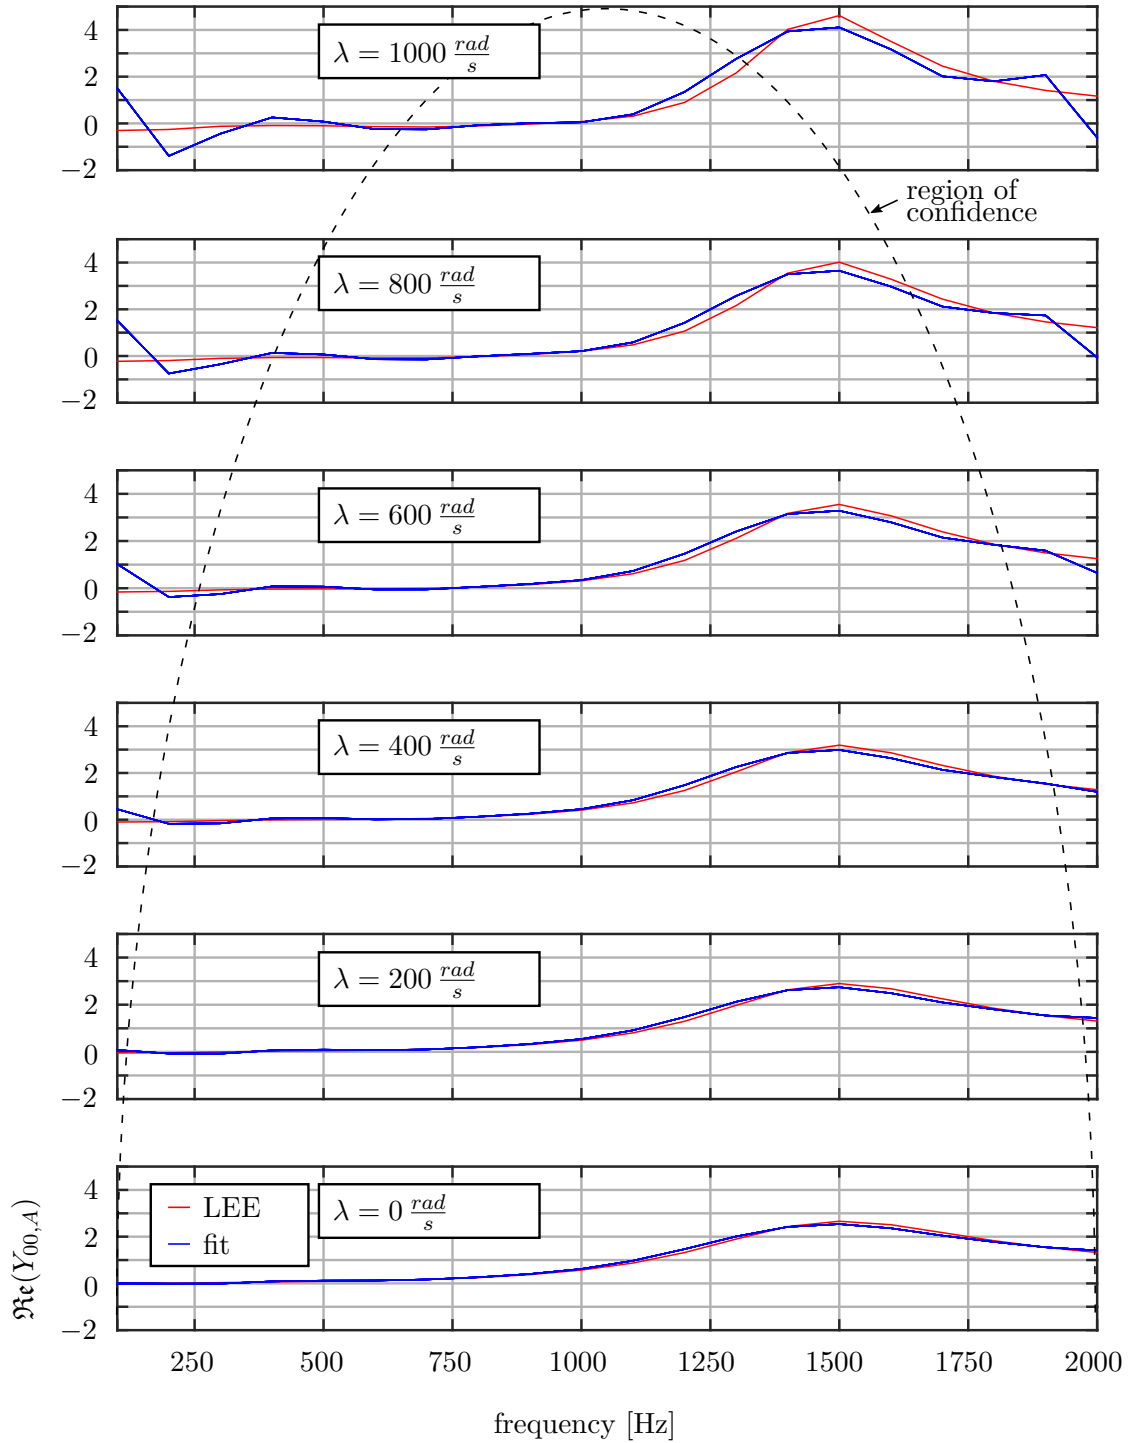 4
2
0
−2
λ = 1000 rad/s
region of
confidence
4
2
0
−2
λ = 800 rad/s
4
2
0
−2
λ = 600 rad/s
4
2
0
−2
λ = 400 rad/s
4
2
0
−2
λ = 200 rad/s
4
2
0
−2
LEE
fit
λ = 0 rad/s
ℜ𝔢(Y₀₀,A)
250 500 750 1000 1250 1500 1750 2000
frequency [Hz]